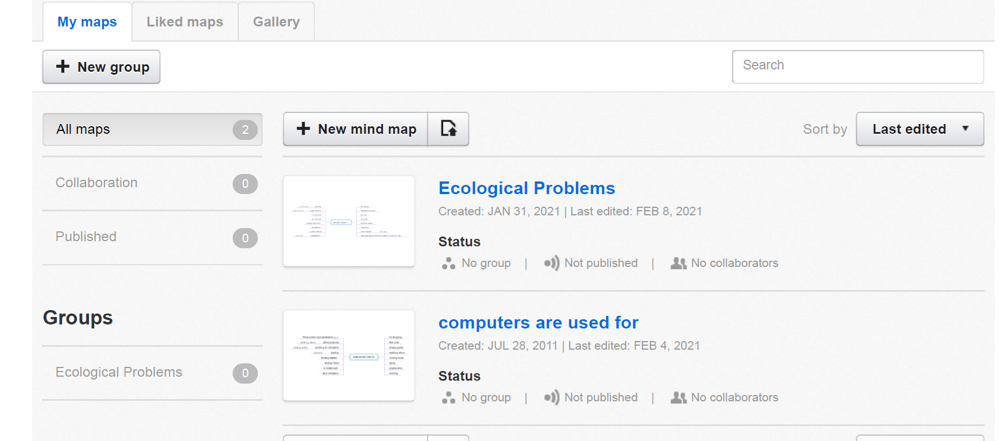 My maps Liked maps Gallery
New group Search
All maps 2
New mind map Sort by Last edited
Collaboration 0
Published 0
Groups
Ecological Problems 0
Ecological Problems
Created: JAN 31, 2021 | Last edited: FEB 8, 2021
Status
No group | Not published | No collaborators
computers are used for
Created: JUL 28, 2011 | Last edited: FEB 4, 2021
Status
No group | Not published | No collaborators